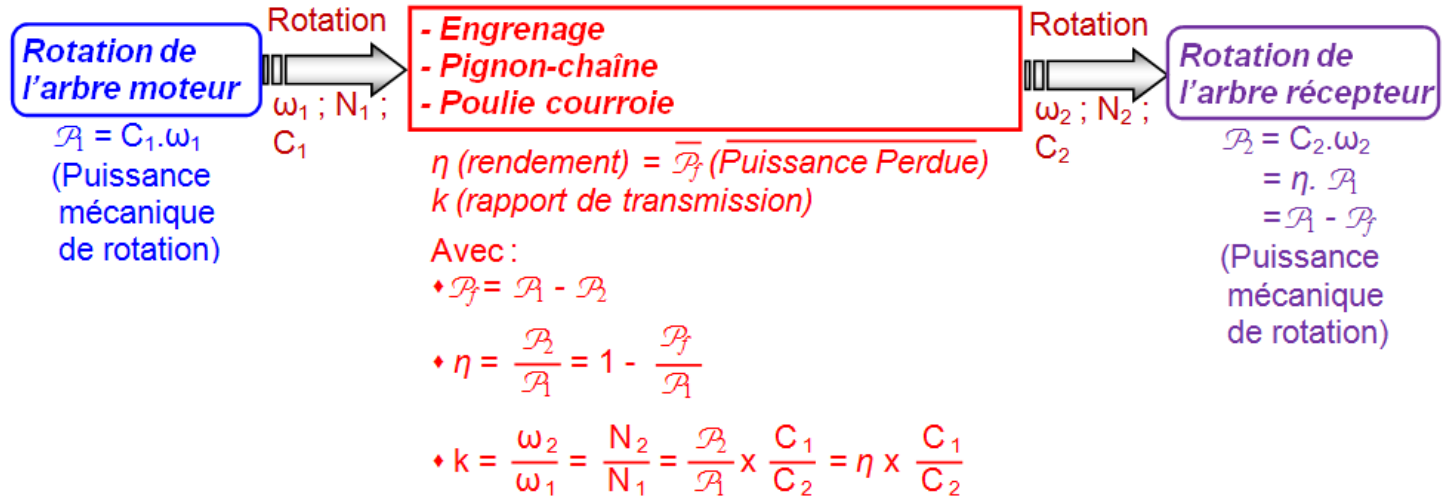 Rotation de
l'arbre moteur
𝒫₁ = C₁.ω₁
(Puissance
mécanique
de rotation)
Rotation
ω₁ ; N₁ ;
C₁
- Engrenage
- Pignon-chaîne
- Poulie courroie
η (rendement) = 𝒫̅f (Puissance Perdue)
k (rapport de transmission)
Avec :
♦ 𝒫f = 𝒫₁ - 𝒫₂
♦ η = 𝒫₂/𝒫₁ = 1 - 𝒫f/𝒫₁
♦ k = ω₂/ω₁ = N₂/N₁ = 𝒫₂/𝒫₁ x C₁/C₂ = η x C₁/C₂
Rotation
ω₂ ; N₂ ;
C₂
Rotation de
l'arbre récepteur
𝒫₂ = C₂.ω₂
= η. 𝒫₁
= 𝒫₁ - 𝒫f
(Puissance
mécanique
de rotation)